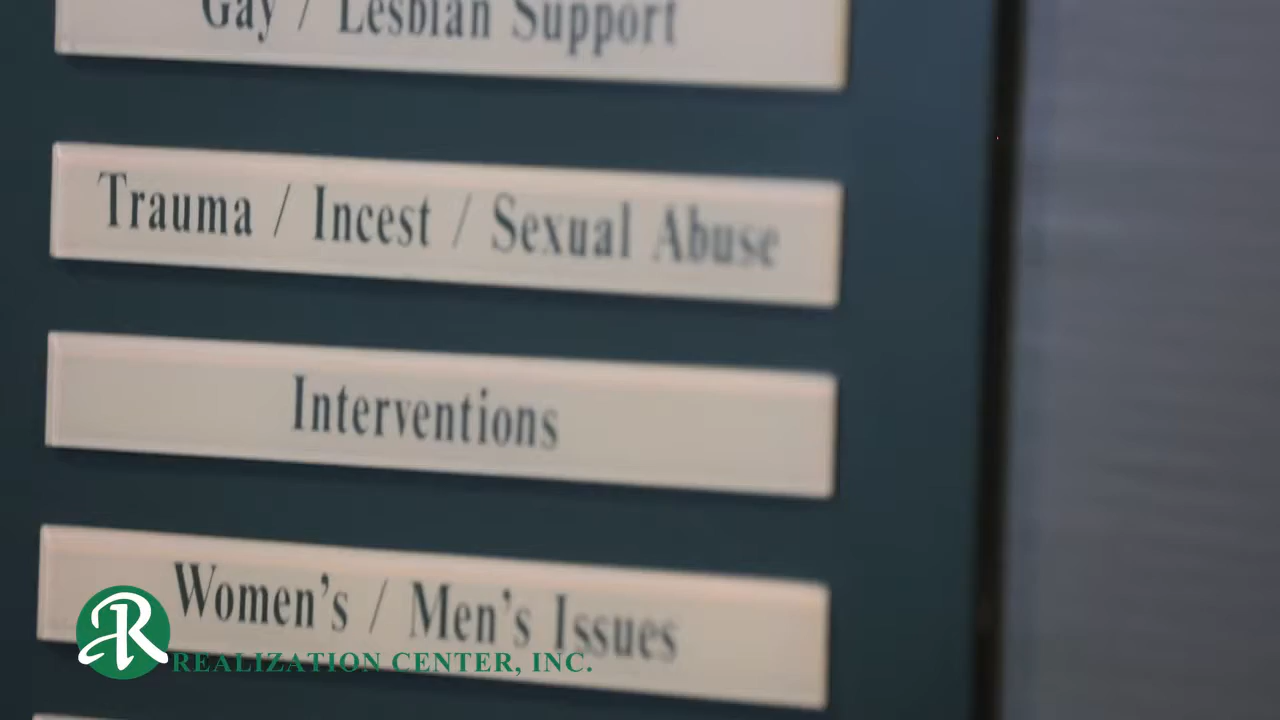 Gay / Lesbian Support
Trauma / Incest / Sexual Abuse
Interventions
Women's / Men's Issues
R
REALIZATION CENTER, INC.